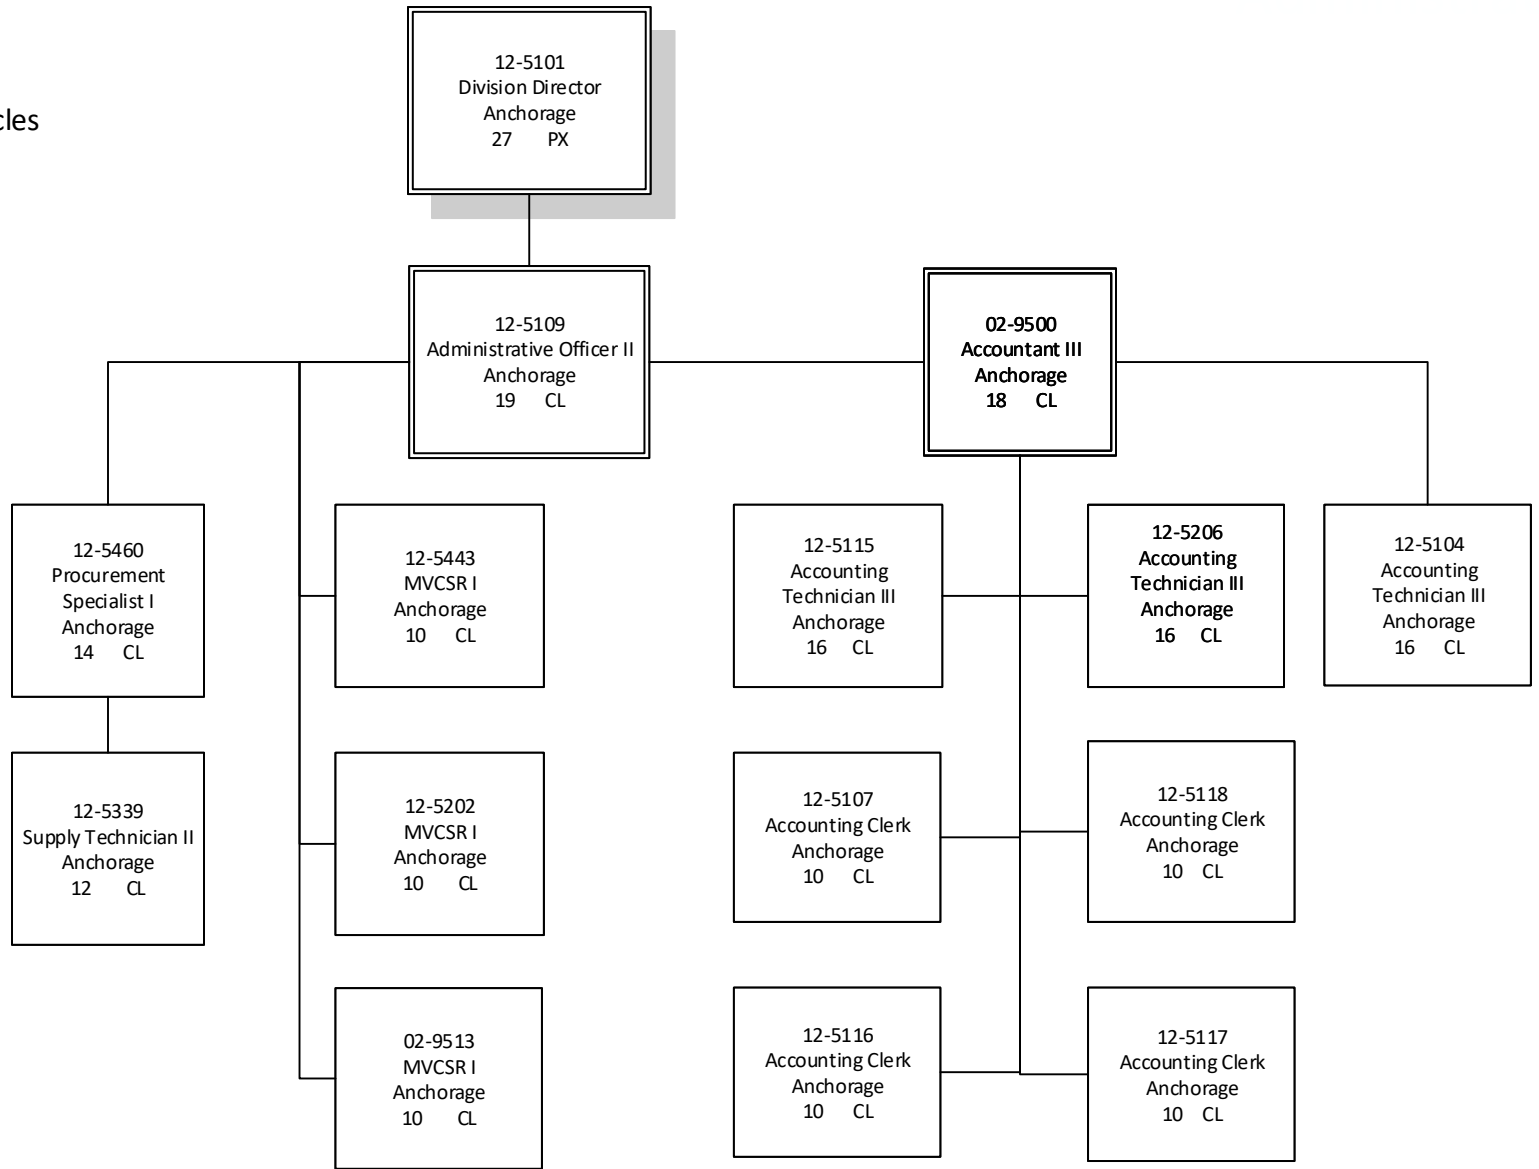 12-5101
Division Director
Anchorage
27 PX
cles
12-5109
Administrative Officer II
Anchorage
19 CL
02-9500
Accountant III
Anchorage
18 CL
12-5460
Procurement
Specialist I
Anchorage
14 CL
12-5443
MVCSR I
Anchorage
10 CL
12-5115
Accounting
Technician III
Anchorage
16 CL
12-5206
Accounting
Technician III
Anchorage
16 CL
12-5104
Accounting
Technician III
Anchorage
16 CL
12-5339
Supply Technician II
Anchorage
12 CL
12-5202
MVCSR I
Anchorage
10 CL
12-5107
Accounting Clerk
Anchorage
10 CL
12-5118
Accounting Clerk
Anchorage
10 CL
02-9513
MVCSR I
Anchorage
10 CL
12-5116
Accounting Clerk
Anchorage
10 CL
12-5117
Accounting Clerk
Anchorage
10 CL